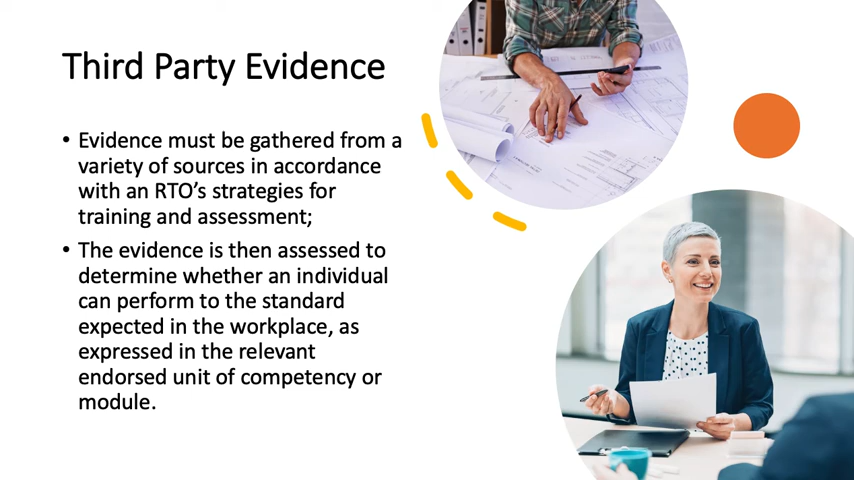 Third Party Evidence
• Evidence must be gathered from a
variety of sources in accordance
with an RTO’s strategies for
training and assessment;
• The evidence is then assessed to
determine whether an individual
can perform to the standard
expected in the workplace, as
expressed in the relevant
endorsed unit of competency or
module.